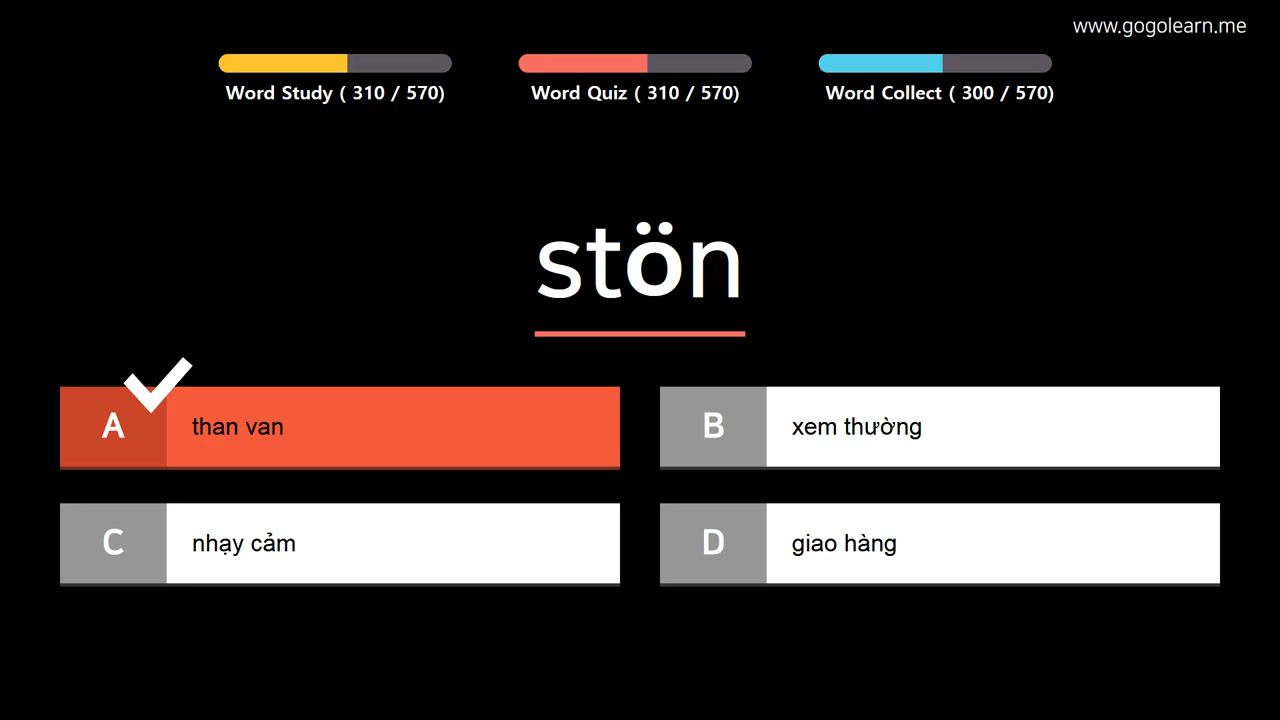 www.gogolearn.me
Word Study ( 310 / 570)
Word Quiz ( 310 / 570)
Word Collect ( 300 / 570)
stön
A than van
B xem thường
C nhạy cảm
D giao hàng